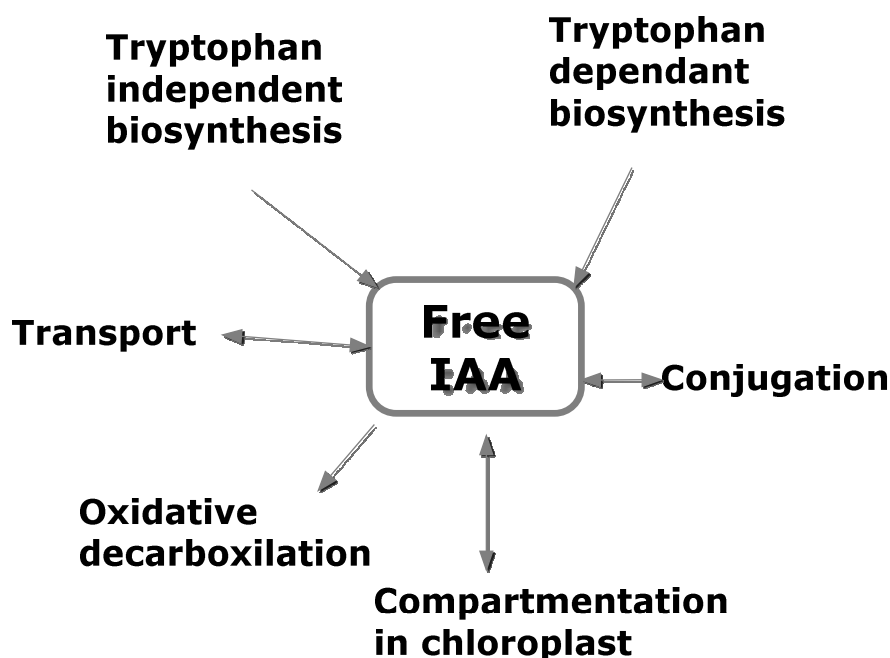 Tryptophan
independent
biosynthesis
Tryptophan
dependant
biosynthesis
Free
IAA
Transport
Conjugation
Oxidative
decarboxilation
Compartmentation
in chloroplast